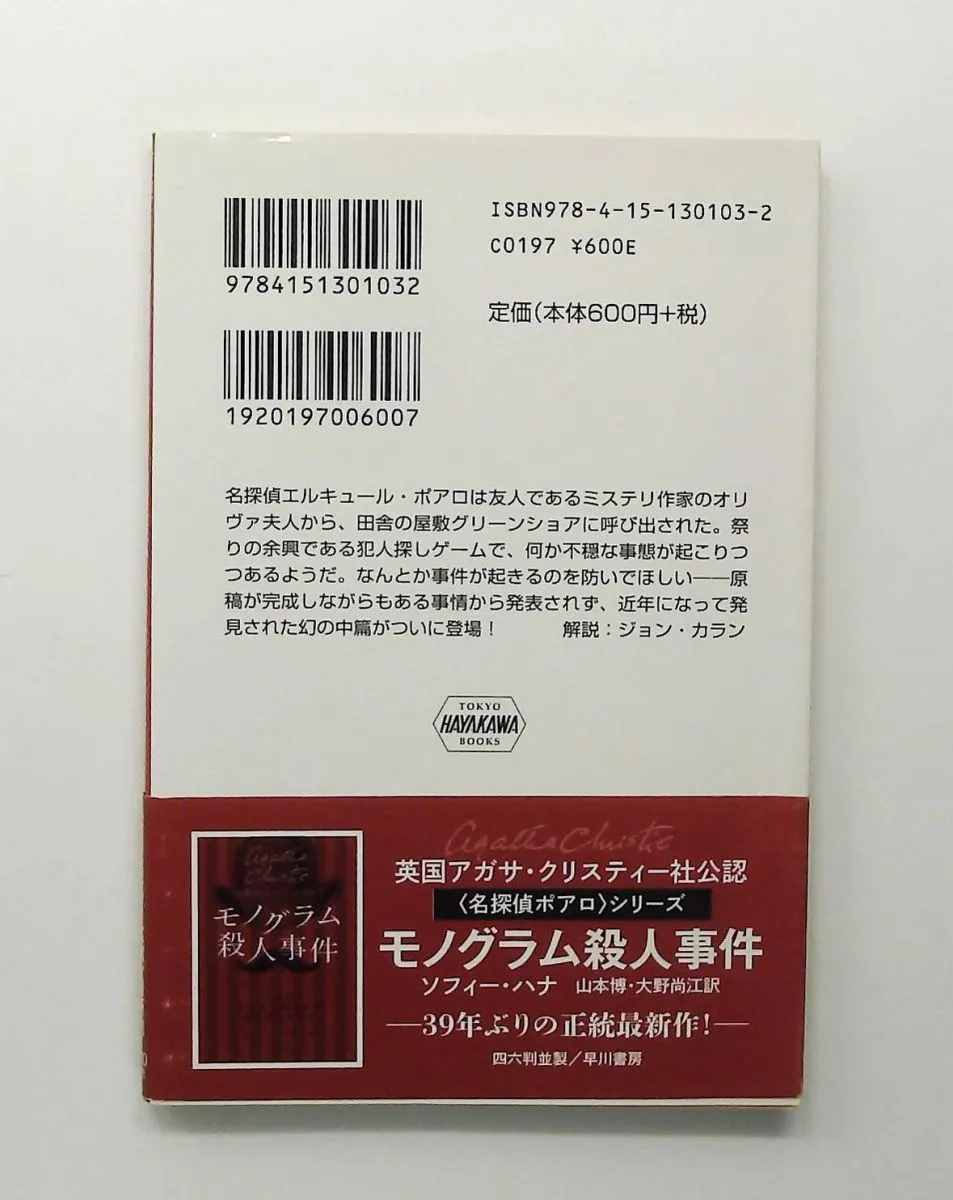 ISBN978-4-15-130103-2
C0197 ¥600E
定価(本体600円+税)
9784151301032
1920197006007
名探偵エルキュール・ポアロは友人であるミステリ作家のオリ
ヴァ夫人から、田舎の屋敷グリーンショアに呼び出された。祭
りの余興である犯人探しゲームで、何か不穏な事態が起こりつ
つあるようだ。なんとか事件が起きるのを防いでほしい――原
稿が完成しながらもある事情から発表されず、近年になって発
見された幻の中篇がついに登場！ 解説：ジョン・カラン
TOKYO
HAYAKAWA
BOOKS
Agatha Christie
英国アガサ・クリスティー社公認
〈名探偵ポアロ〉シリーズ
モノグラム殺人事件
ソフィー・ハナ 山本博・大野尚江訳
―39年ぶりの正統最新作！―
四六判並製／早川書房
Agatha
Christie
モノグラム
殺人事件